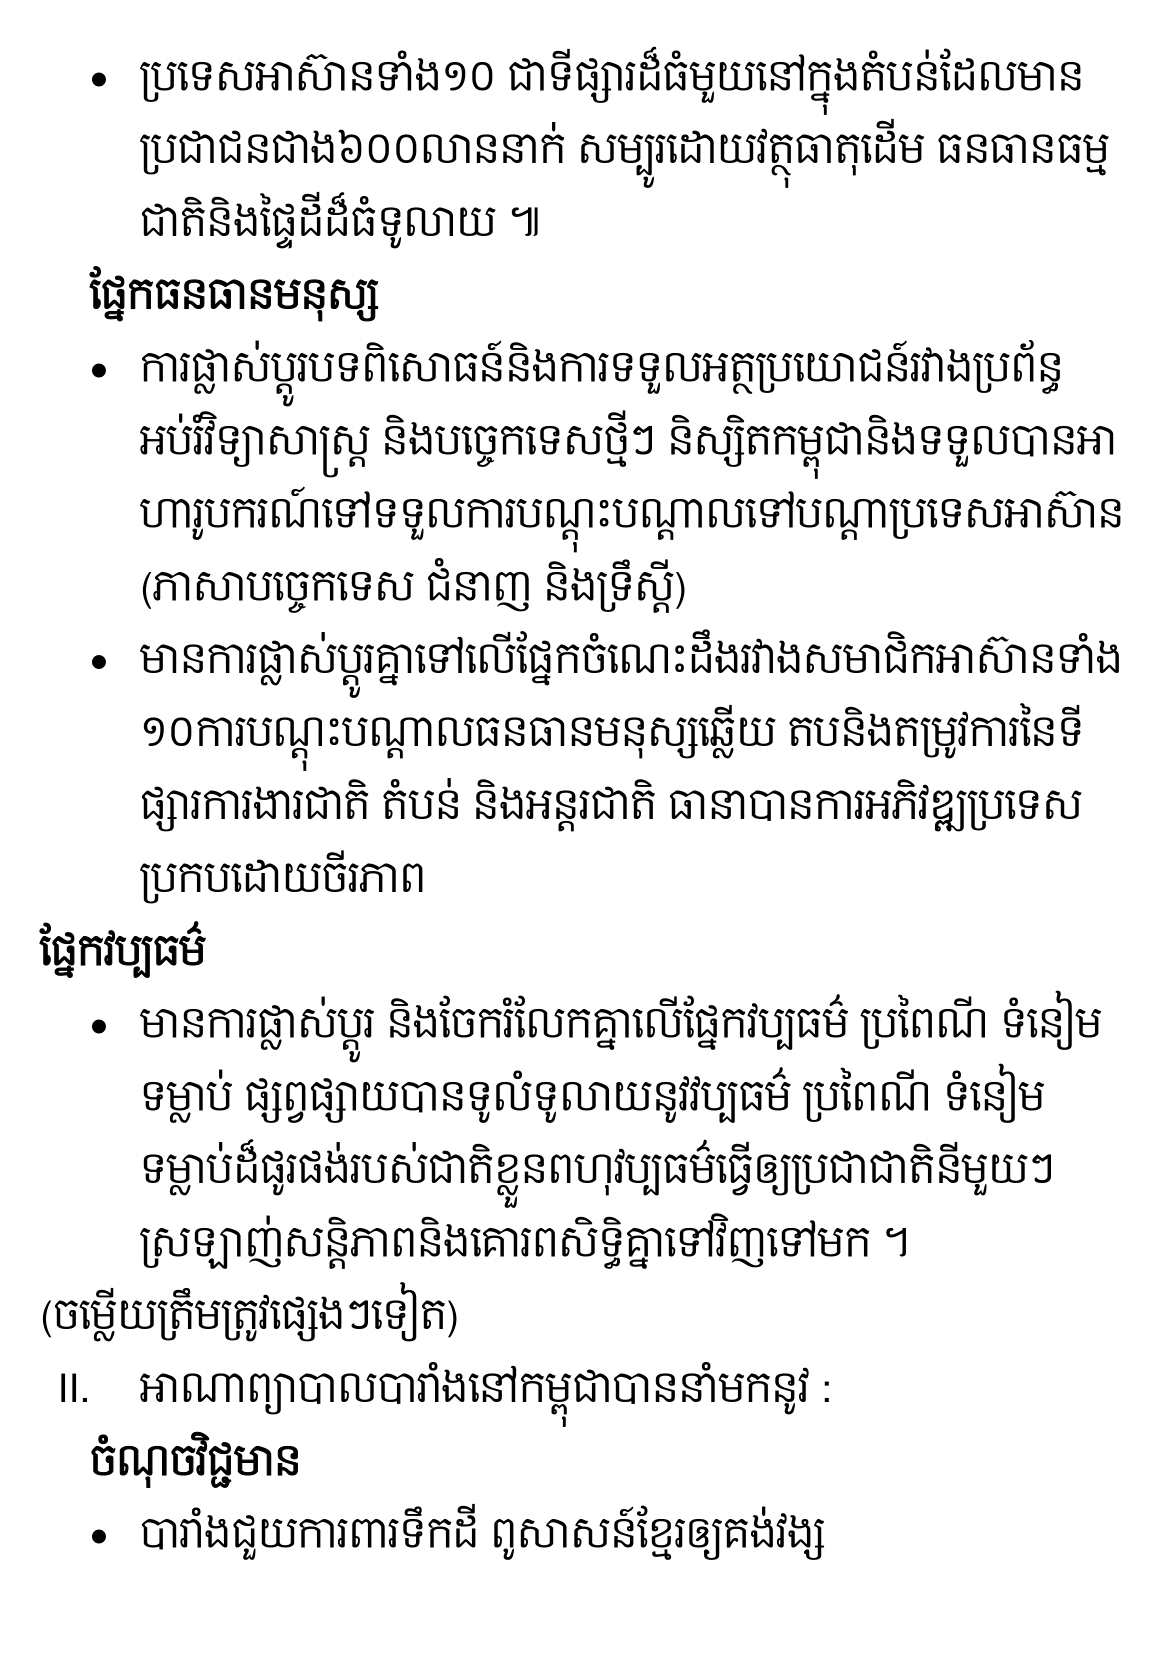 • ប្រទេសអាស៊ានទាំង១០ ជាទីផ្សារដ៏ធំមួយនៅក្នុងតំបន់ដែលមាន
ប្រជាជនជាង៦០០លាននាក់ សម្បូរដោយវត្ថុធាតុដើម ធនធានធម្ម
ជាតិនិងផ្ទៃដីដ៏ធំទូលាយ ៕
ផ្នែកធនធានមនុស្ស
• ការផ្លាស់ប្តូរបទពិសោធន៍និងការទទួលអត្ថប្រយោជន៍រវាងប្រព័ន្ធ
អប់រំវិទ្យាសាស្ត្រ និងបច្ចេកទេសថ្មីៗ និស្សិតកម្ពុជានិងទទួលបានអា
ហារូបករណ៍ទៅទទួលការបណ្តុះបណ្តាលទៅបណ្តាប្រទេសអាស៊ាន
(ភាសាបច្ចេកទេស ជំនាញ និងទ្រឹស្តី)
• មានការផ្លាស់ប្តូរគ្នាទៅលើផ្នែកចំណេះដឹងរវាងសមាជិកអាស៊ានទាំង
១០ការបណ្តុះបណ្តាលធនធានមនុស្សឆ្លើយ តបនិងតម្រូវការនៃទី
ផ្សារការងារជាតិ តំបន់ និងអន្តរជាតិ ធានាបានការអភិវឌ្ឍប្រទេស
ប្រកបដោយចីរភាព
ផ្នែកវប្បធម៌
• មានការផ្លាស់ប្តូរ និងចែករំលែកគ្នាលើផ្នែកវប្បធម៌ ប្រពៃណី ទំនៀម
ទម្លាប់ ផ្សព្វផ្សាយបានទូលំទូលាយនូវវប្បធម៌ ប្រពៃណី ទំនៀម
ទម្លាប់ដ៏ផូរផង់របស់ជាតិខ្លួនពហុវប្បធម៌ធ្វើឲ្យប្រជាជាតិនីមួយៗ
ស្រឡាញ់សន្តិភាពនិងគោរពសិទ្ធិគ្នាទៅវិញទៅមក ។
(ចម្លើយត្រឹមត្រូវផ្សេងៗទៀត)
II. អាណាព្យាបាលបារាំងនៅកម្ពុជាបាននាំមកនូវ :
ចំណុចវិជ្ជមាន
• បារាំងជួយការពារទឹកដី ពូសាសន៍ខ្មែរឲ្យគង់វង្ស